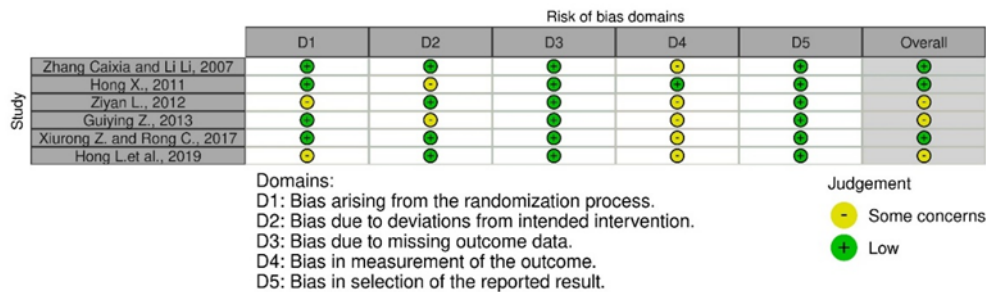 Risk of bias domains
D1 D2 D3 D4 D5 Overall
Study
Zhang Caixia and Li Li, 2007 + + + - + +
Hong X., 2011 + - + + + +
Ziyan L., 2012 - + + - + -
Guiying Z., 2013 + - + - + -
Xiurong Z. and Rong C., 2017 + + + - + +
Hong L.et al., 2019 - + + - + -
Domains:
D1: Bias arising from the randomization process.
D2: Bias due to deviations from intended intervention.
D3: Bias due to missing outcome data.
D4: Bias in measurement of the outcome.
D5: Bias in selection of the reported result.
Judgement
- Some concerns
+ Low